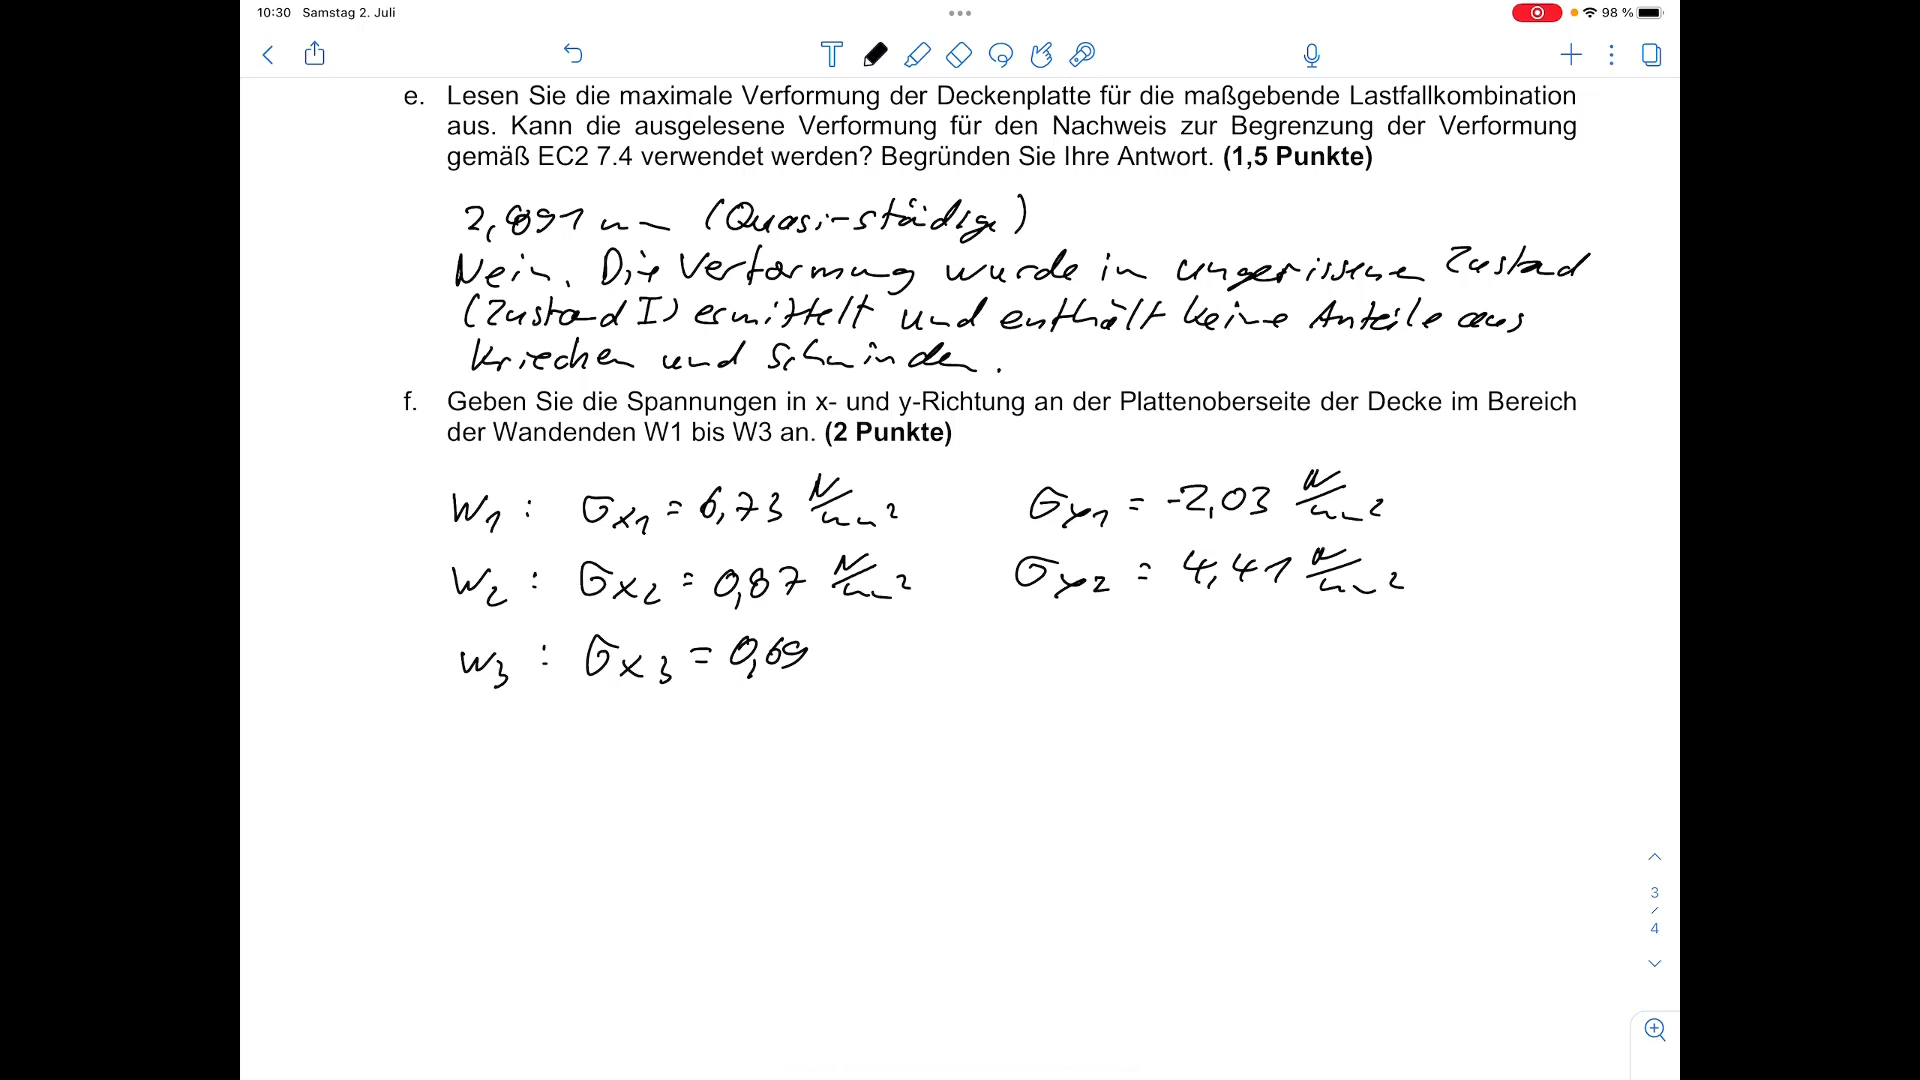 10:30 Samstag 2. Juli
98 %
e. Lesen Sie die maximale Verformung der Deckenplatte für die maßgebende Lastfallkombination
aus. Kann die ausgelesene Verformung für den Nachweis zur Begrenzung der Verformung
gemäß EC2 7.4 verwendet werden? Begründen Sie Ihre Antwort. (1,5 Punkte)
2,891 mm (Quasi-städige)
Nein. Die Verformung wurde in ungerissenen Zustand
(Zustand I) ermittelt und enthält keine Anteile aus
Kriechen und Schwinden.
f. Geben Sie die Spannungen in x- und y-Richtung an der Plattenoberseite der Decke im Bereich
der Wandenden W1 bis W3 an. (2 Punkte)
W1 : σx1 = 6,73 N/mm² σy1 = -2,03 N/mm²
W2 : σx2 = 0,87 N/mm² σy2 = 4,41 N/mm²
W3 : σx3 = 0,69
3
/
4